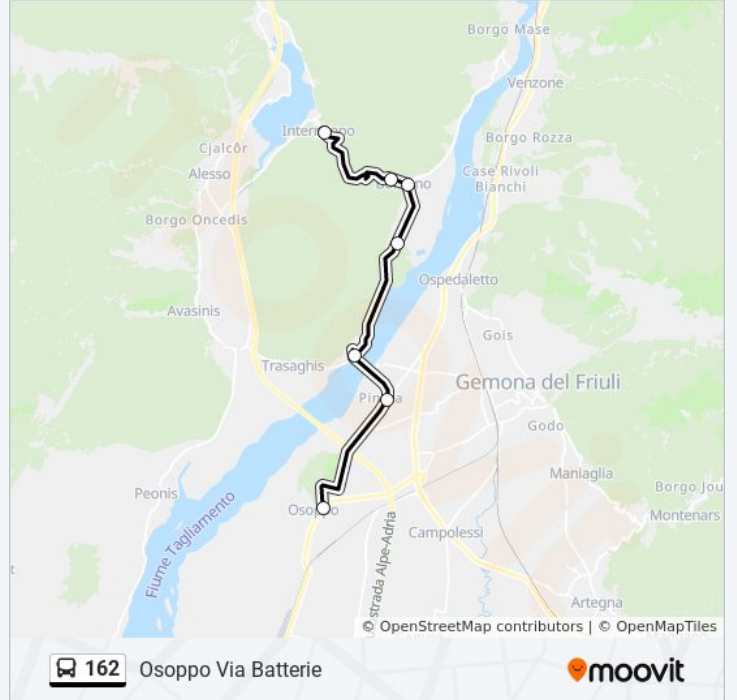 Borgo Mase
Venzone
Borgo Rozza
Cjalcôr
Alesso
Case Rivoli
Bianchi
Borgo Oncedis
Ospedaletto
Avasinis
Gois
Trasaghis
Gemona del Friuli
Godo
Maniaglia
Peonis
Borgo Jou
Osoppo
Montenars
Campolessi
Fiume Tagliamento
strada Alpe-Adria
Artegna
© OpenStreetMap contributors | © OpenMapTiles
162 Osoppo Via Batterie
moovit